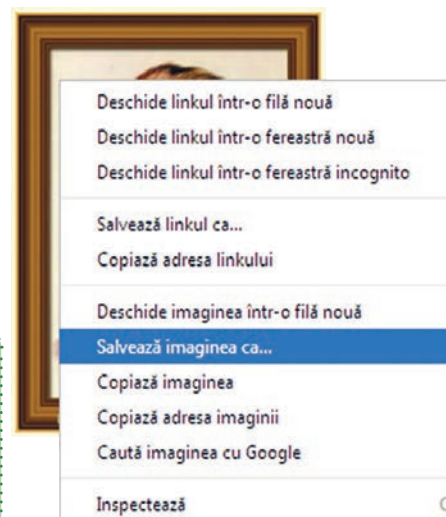 Deschide linkul într-o filă nouă
Deschide linkul într-o fereastră nouă
Deschide linkul într-o fereastră incognito
Salvează linkul ca...
Copiază adresa linkului
Deschide imaginea într-o filă nouă
Salvează imaginea ca...
Copiază imaginea
Copiază adresa imaginii
Caută imaginea cu Google
Inspectează